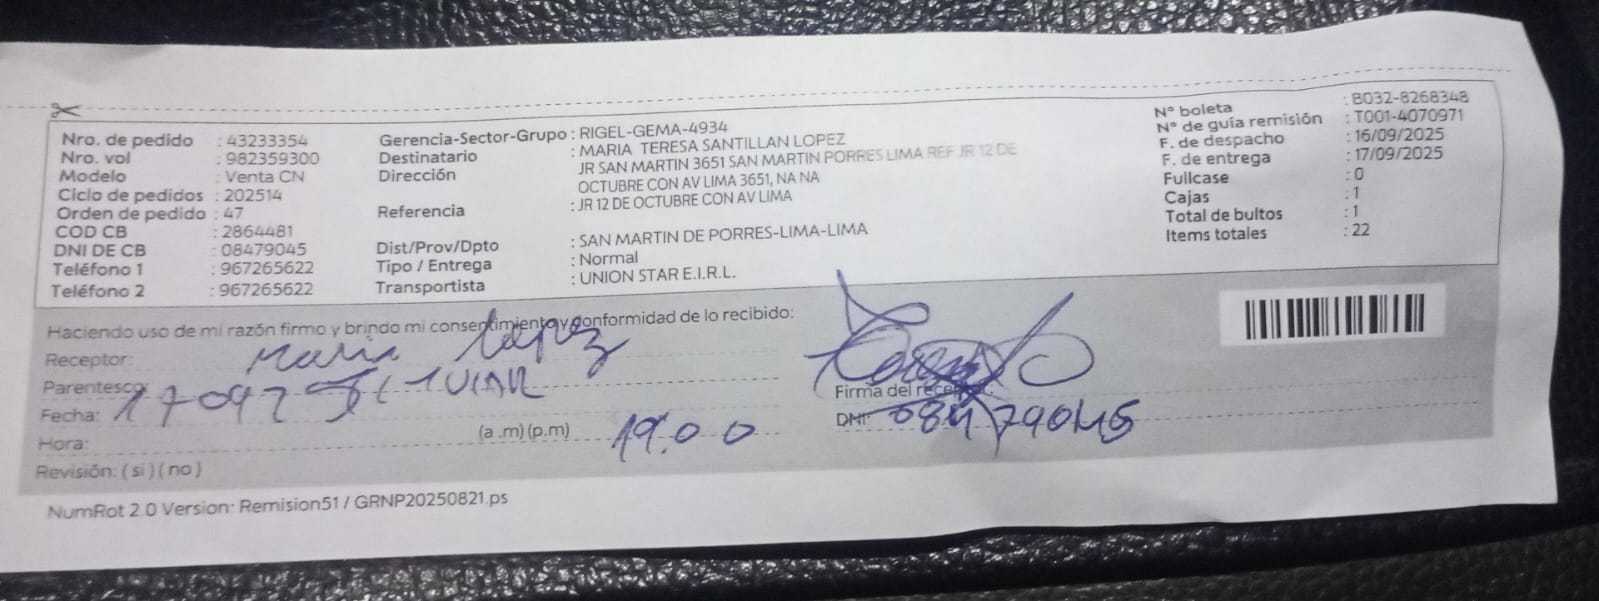 Nro. de pedido : 43233354
Nro. vol : 982359300
Modelo : Venta CN
Ciclo de pedidos : 202514
Orden de pedido : 47
COD CB : 2864481
DNI DE CB : 08479045
Teléfono 1 : 967265622
Teléfono 2 : 967265622
Gerencia-Sector-Grupo : RIGEL-GEMA-4934
Destinatario : MARIA TERESA SANTILLAN LOPEZ
Dirección JR SAN MARTIN 3651 SAN MARTIN PORRES LIMA REF JR 12 DE
OCTUBRE CON AV LIMA 3651, NA NA
Referencia : JR 12 DE OCTUBRE CON AV LIMA
Dist/Prov/Dpto : SAN MARTIN DE PORRES-LIMA-LIMA
Tipo / Entrega : Normal
Transportista : UNION STAR E.I.R.L.
N° boleta : B032-8268348
N° de guía remisión : T001-4070971
F. de despacho : 16/09/2025
F. de entrega : 17/09/2025
Fullcase : 0
Cajas : 1
Total de bultos : 1
Items totales : 22
Haciendo uso de mi razón firmo y brindo mi consentimiento y conformidad de lo recibido:
Receptor: Maria Lopez
Parentesco:
Fecha: 170925
Hora: (a .m) (p.m) 19:00
Revisión: ( si ) ( no )
Firma del receptor:
DNI: 08479045
NumRot 2.0 Version: Remision51 / GRNP20250821.ps